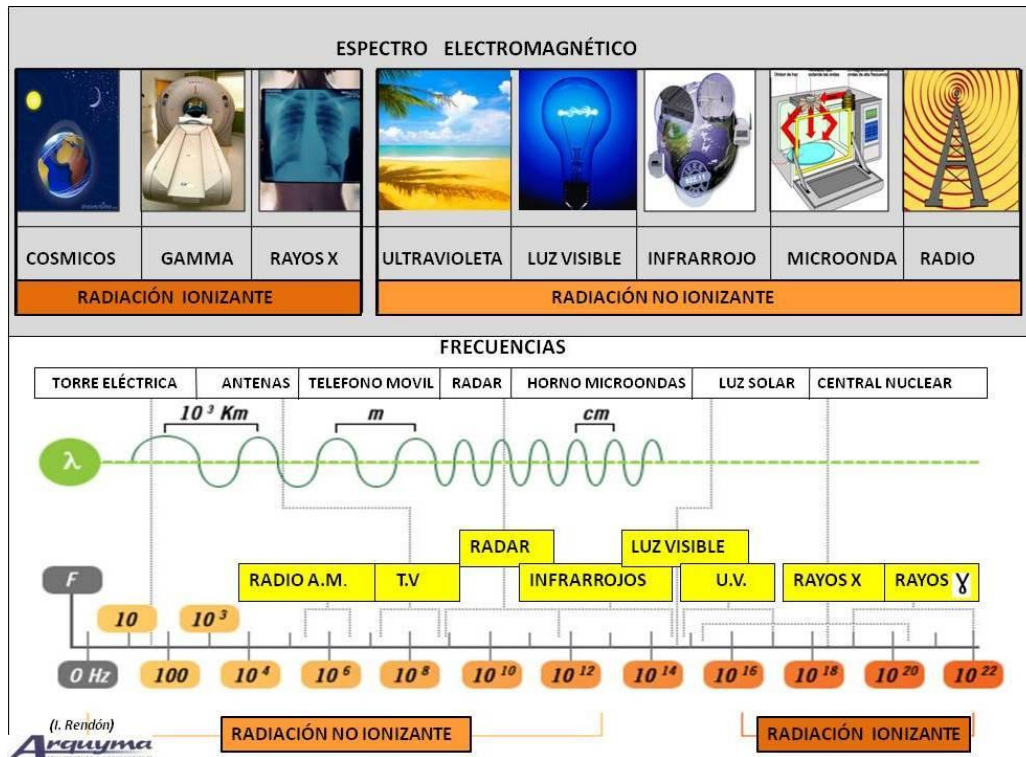 ESPECTRO ELECTROMAGNÉTICO
COSMICOS GAMMA RAYOS X ULTRAVIOLETA LUZ VISIBLE INFRARROJO MICROONDA RADIO
RADIACIÓN IONIZANTE RADIACIÓN NO IONIZANTE
FRECUENCIAS
TORRE ELÉCTRICA ANTENAS TELEFONO MOVIL RADAR HORNO MICROONDAS LUZ SOLAR CENTRAL NUCLEAR
10³ Km m cm
λ
RADAR LUZ VISIBLE
F RADIO A.M. T.V INFRARROJOS U.V. RAYOS X RAYOS ɣ
10 10³
0 Hz 100 10⁴ 10⁶ 10⁸ 10¹⁰ 10¹² 10¹⁴ 10¹⁶ 10¹⁸ 10²⁰ 10²²
(I. Rendón)
Arquyma
RADIACIÓN NO IONIZANTE RADIACIÓN IONIZANTE